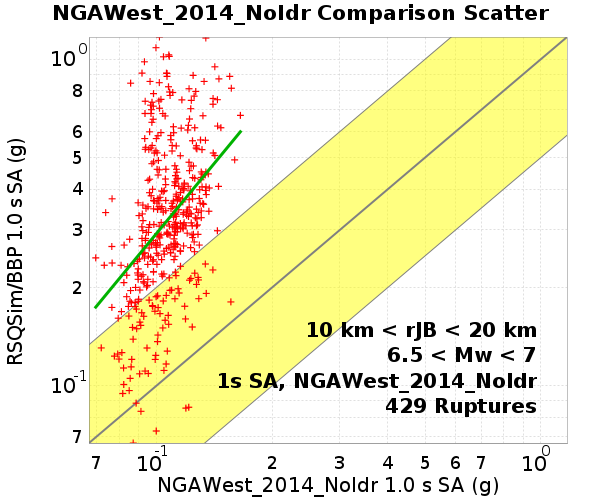 NGAWest_2014_NoIdr Comparison Scatter
RSQSim/BBP 1.0 s SA (g)
10⁰
8
6
5
4
3
2
10⁻¹
7
10 km < rJB < 20 km
6.5 < Mw < 7
1s SA, NGAWest_2014_NoIdr
429 Ruptures
7 10⁻¹ 2 3 4 5 6 7 10⁰
NGAWest_2014_NoIdr 1.0 s SA (g)